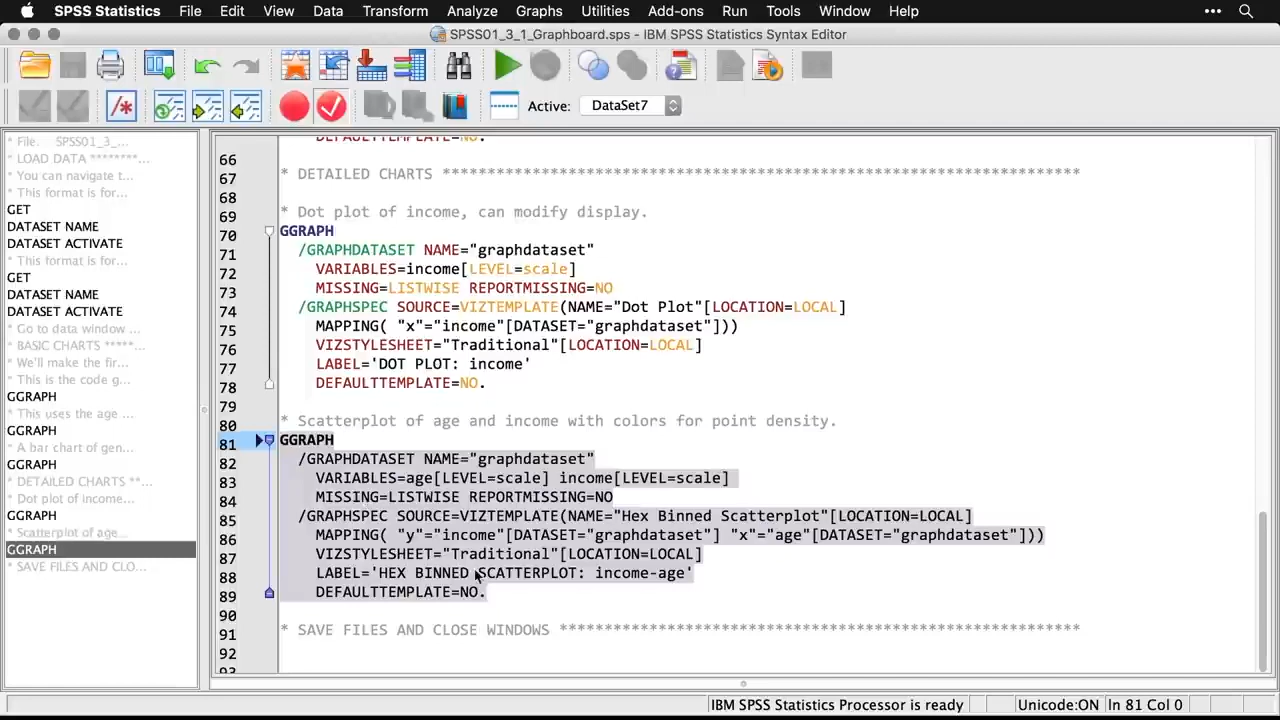 SPSS Statistics File Edit View Data Transform Analyze Graphs Utilities Add-ons Run Tools Window Help
SPSS01_3_1_Graphboard.sps - IBM SPSS Statistics Syntax Editor
Active: DataSet7
* File. SPSS01_3_...
* LOAD DATA ********...
* You can navigate t...
* This format is for...
GET
DATASET NAME
DATASET ACTIVATE
* This format is for...
GET
DATASET NAME
DATASET ACTIVATE
* Go to data window ...
* BASIC CHARTS *****...
* We'll make the fir...
* This is the code g...
GGRAPH
* This uses the age ...
GGRAPH
* A bar chart of gen...
GGRAPH
* DETAILED CHARTS **...
* Dot plot of income...
GGRAPH
* Scatterplot of age...
GGRAPH
* SAVE FILES AND CLO...
DEFAULTTEMPLATE=NO.
66
67 * DETAILED CHARTS ***********************************************************************
68
69 * Dot plot of income, can modify display.
70 GGRAPH
71 /GRAPHDATASET NAME="graphdataset"
72 VARIABLES=income[LEVEL=scale]
73 MISSING=LISTWISE REPORTMISSING=NO
74 /GRAPHSPEC SOURCE=VIZTEMPLATE(NAME="Dot Plot"[LOCATION=LOCAL]
75 MAPPING( "x"="income"[DATASET="graphdataset"]))
76 VIZSTYLESHEET="Traditional"[LOCATION=LOCAL]
77 LABEL='DOT PLOT: income'
78 DEFAULTTEMPLATE=NO.
79
80 * Scatterplot of age and income with colors for point density.
81 GGRAPH
82 /GRAPHDATASET NAME="graphdataset"
83 VARIABLES=age[LEVEL=scale] income[LEVEL=scale]
84 MISSING=LISTWISE REPORTMISSING=NO
85 /GRAPHSPEC SOURCE=VIZTEMPLATE(NAME="Hex Binned Scatterplot"[LOCATION=LOCAL]
86 MAPPING( "y"="income"[DATASET="graphdataset"] "x"="age"[DATASET="graphdataset"]))
87 VIZSTYLESHEET="Traditional"[LOCATION=LOCAL]
88 LABEL='HEX BINNED SCATTERPLOT: income-age'
89 DEFAULTTEMPLATE=NO.
90
91 * SAVE FILES AND CLOSE WINDOWS **********************************************************
92
93
IBM SPSS Statistics Processor is ready Unicode:ON In 81 Col 0